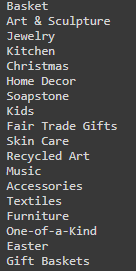 Basket
Art & Sculpture
Jewelry
Kitchen
Christmas
Home Decor
Soapstone
Kids
Fair Trade Gifts
Skin Care
Recycled Art
Music
Accessories
Textiles
Furniture
One-of-a-Kind
Easter
Gift Baskets